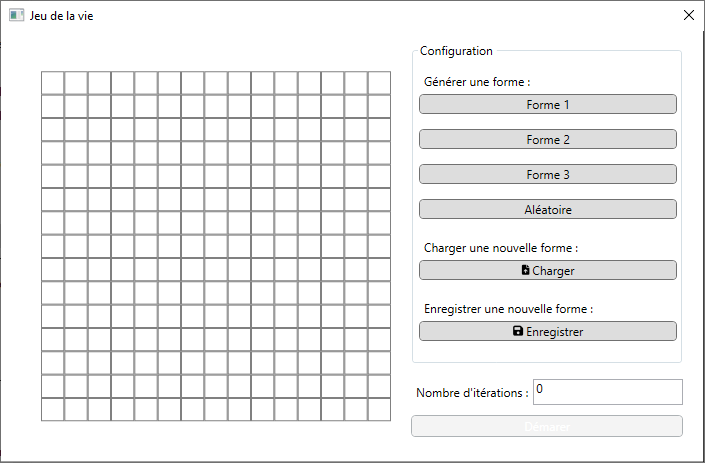 Jeu de la vie
Configuration
Générer une forme :
Forme 1
Forme 2
Forme 3
Aléatoire
Charger une nouvelle forme :
Charger
Enregistrer une nouvelle forme :
Enregistrer
Nombre d'itérations : 0
Démarer